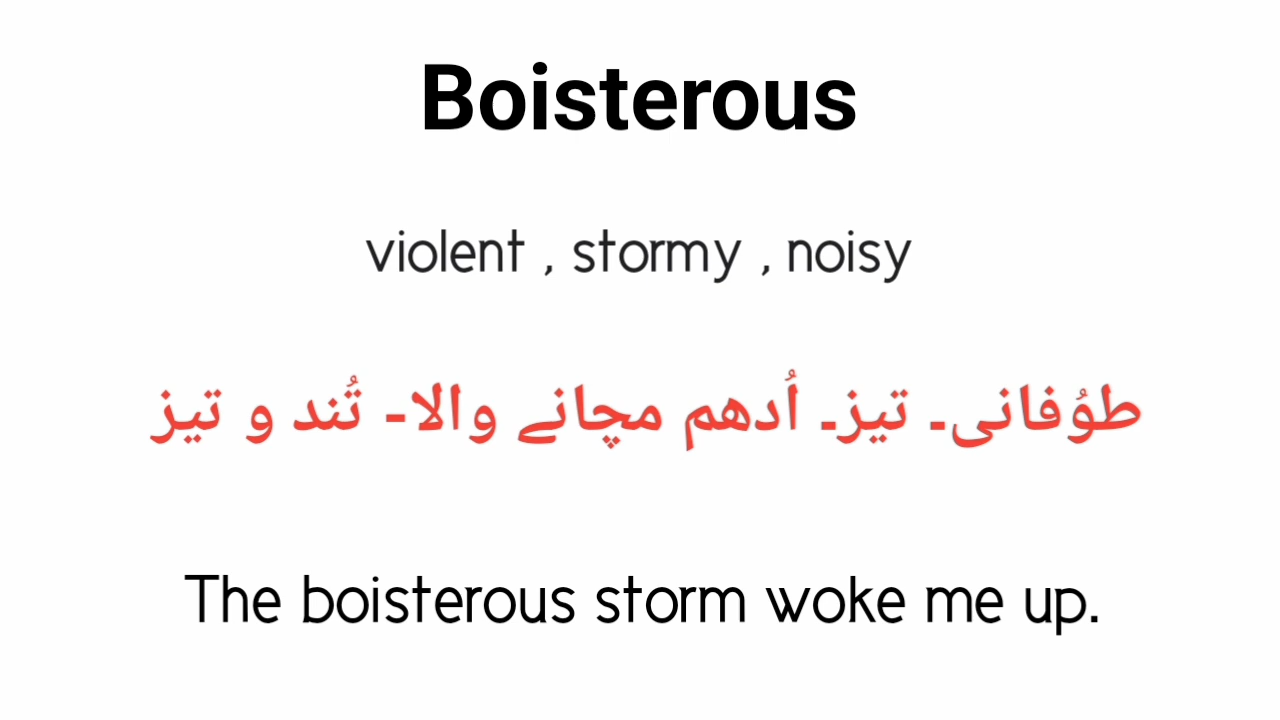 Boisterous
violent , stormy , noisy
طوُفانی۔ تیز۔ اُدھم مچانے والا- تُند و تیز
The boisterous storm woke me up.